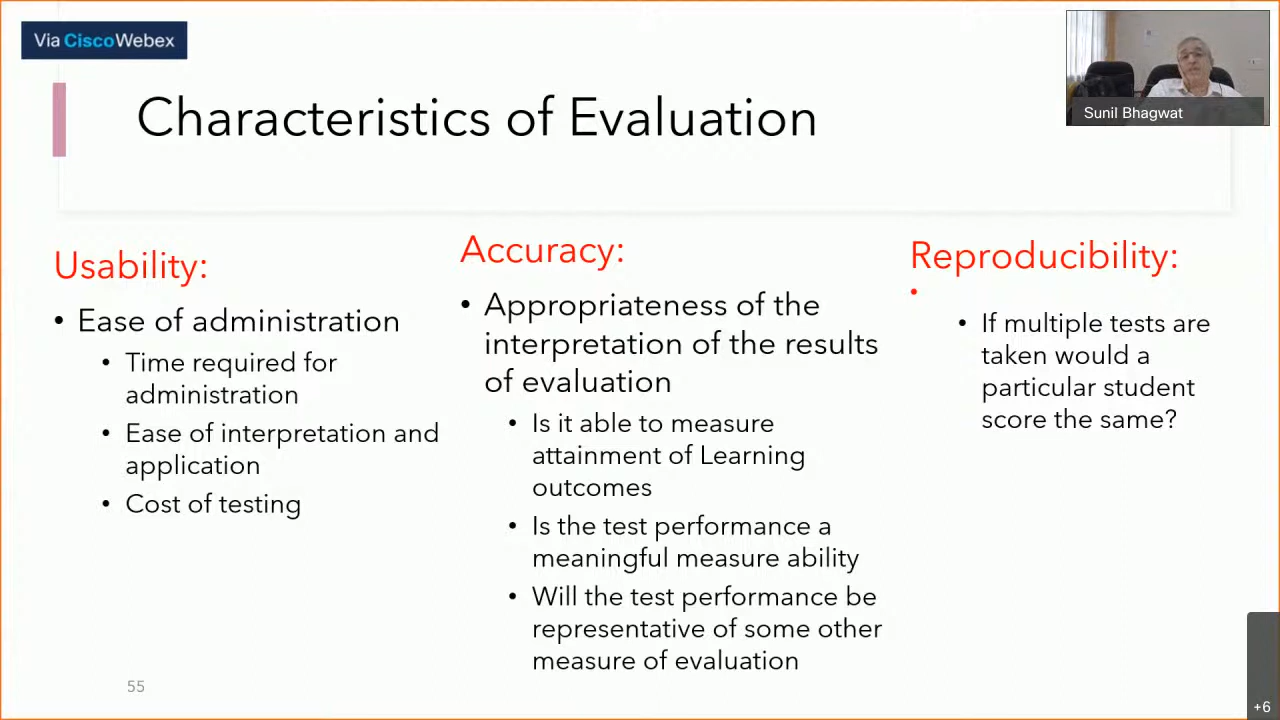 Via CiscoWebex
Sunil Bhagwat
Characteristics of Evaluation
Usability:
• Ease of administration
• Time required for
administration
• Ease of interpretation and
application
• Cost of testing
Accuracy:
• Appropriateness of the
interpretation of the results
of evaluation
• Is it able to measure
attainment of Learning
outcomes
• Is the test performance a
meaningful measure ability
• Will the test performance be
representative of some other
measure of evaluation
Reproducibility:
•
• If multiple tests are
taken would a
particular student
score the same?
55
+6